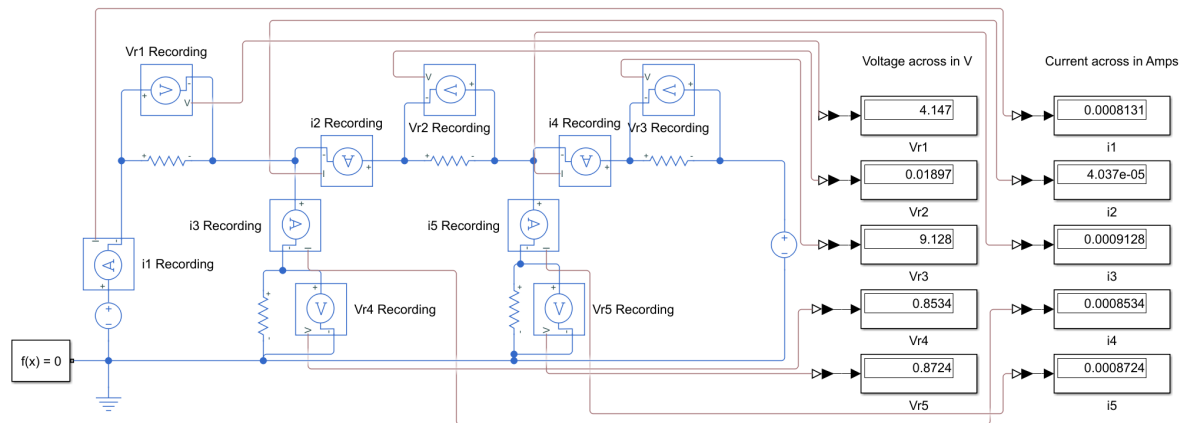 Vr1 Recording
Voltage across in V
Current across in Amps
V
+
-
V
V
+
-
V
V
+
-
V
4.147
0.0008131
i2 Recording
Vr2 Recording
i4 Recording
Vr3 Recording
Vr1
i1
+
-
-
I
+
A
+
-
-
I
+
A
+
-
0.01897
4.037e-05
Vr2
i2
i3 Recording
+
A
-
I
i5 Recording
+
A
-
I
9.128
0.0009128
I
-
A
+
i1 Recording
+
-
Vr3
i3
+
-
+
-
+
V
-
V
Vr4 Recording
+
-
+
V
-
V
Vr5 Recording
0.8534
0.0008534
Vr4
i4
f(x) = 0
0.8724
0.0008724
Vr5
i5